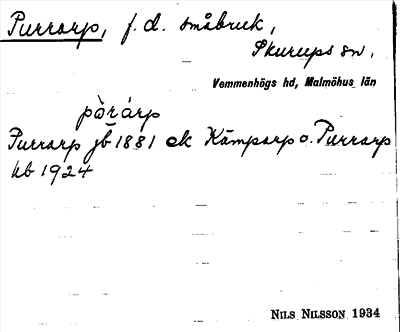 Purrarp, f.d. småbruk,
Skurups sn.
Vemmenhögs hd, Malmöhus län
pòrárp
Purrarp jb 1881 ek Kämparp o. Purrarp
kb 1924
NILS NILSSON 1934